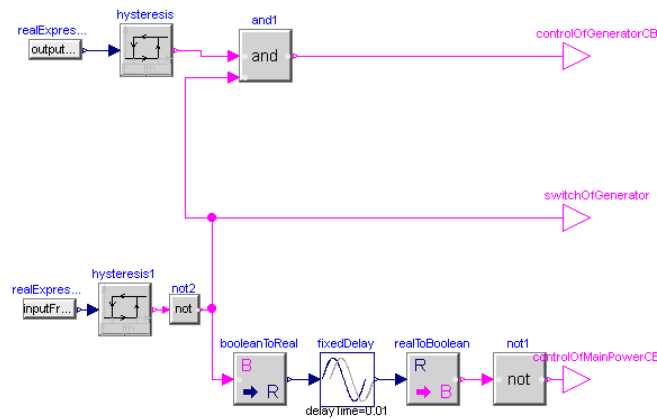 hysteresis
and1
realExpres...
controlOfGeneratorCB
output...
and
switchOfGenerator
hysteresis1
realExpres...
not2
inputFr...
not
booleanToReal
fixedDelay
realToBoolean
not1
controlOfMainPowerCB
B
R
R
B
not
delayTime=0.01